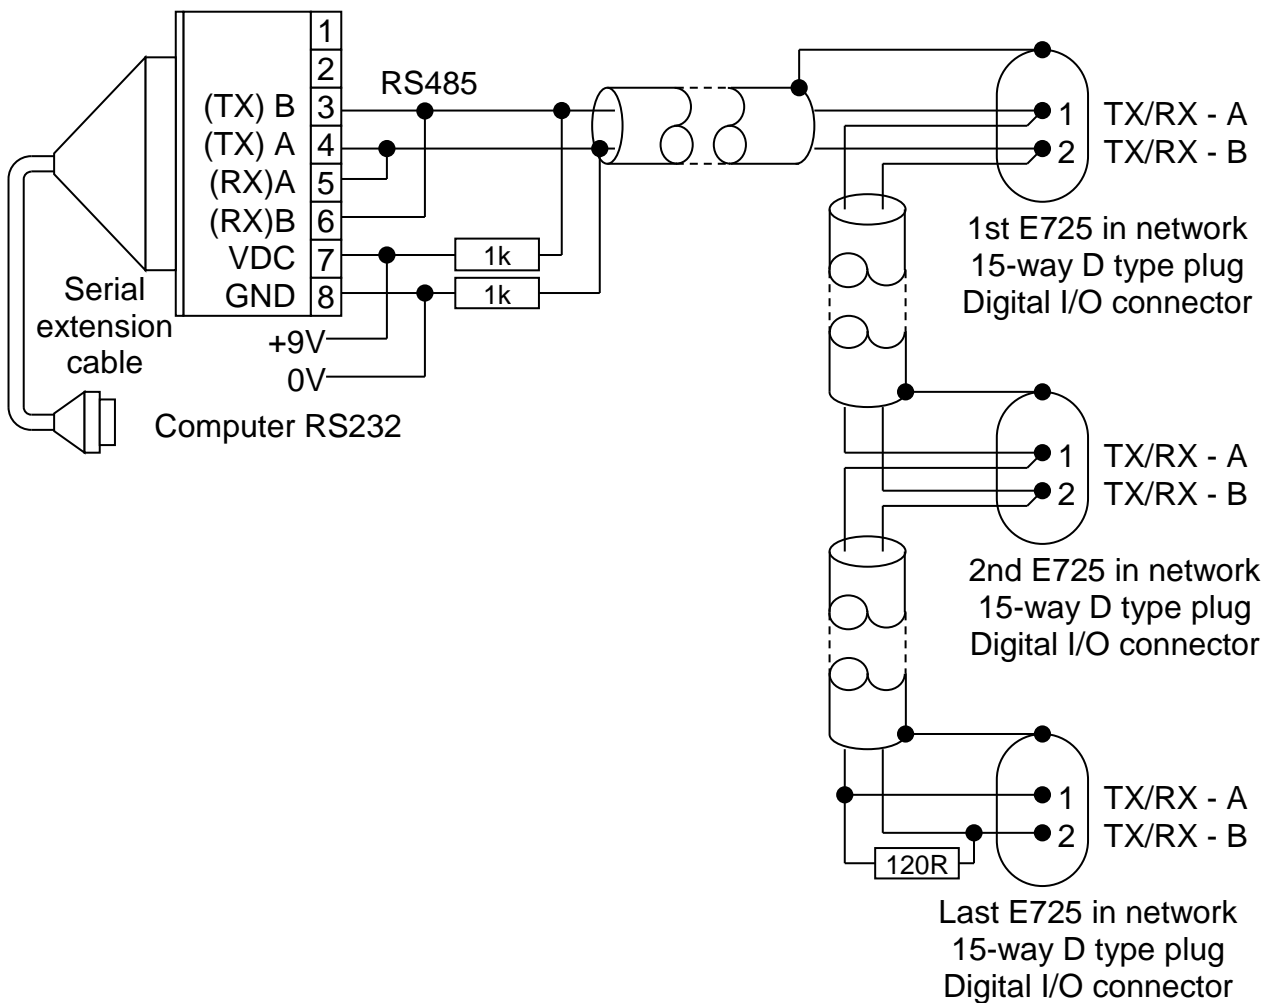 1
2
RS485
(TX) B 3
(TX) A 4
(RX)A 5
(RX)B 6
VDC 7
GND 8
1k
1k
+9V
0V
Serial
extension
cable
Computer RS232
1 TX/RX - A
2 TX/RX - B
1st E725 in network
15-way D type plug
Digital I/O connector
1 TX/RX - A
2 TX/RX - B
2nd E725 in network
15-way D type plug
Digital I/O connector
1 TX/RX - A
2 TX/RX - B
120R
Last E725 in network
15-way D type plug
Digital I/O connector